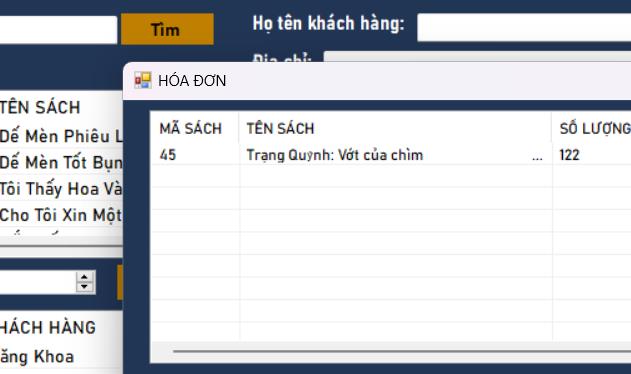 Tìm
Họ tên khách hàng:
Địa chỉ:
HÓA ĐƠN
TÊN SÁCH
Dế Mèn Phiêu L
Dế Mèn Tốt Bụn
Tôi Thấy Hoa Và
Cho Tôi Xin Một
MÃ SÁCH TÊN SÁCH SỐ LƯỢNG
45 Trạng Quỳnh: Vớt của chìm ... 122
HÁCH HÀNG
ăng Khoa